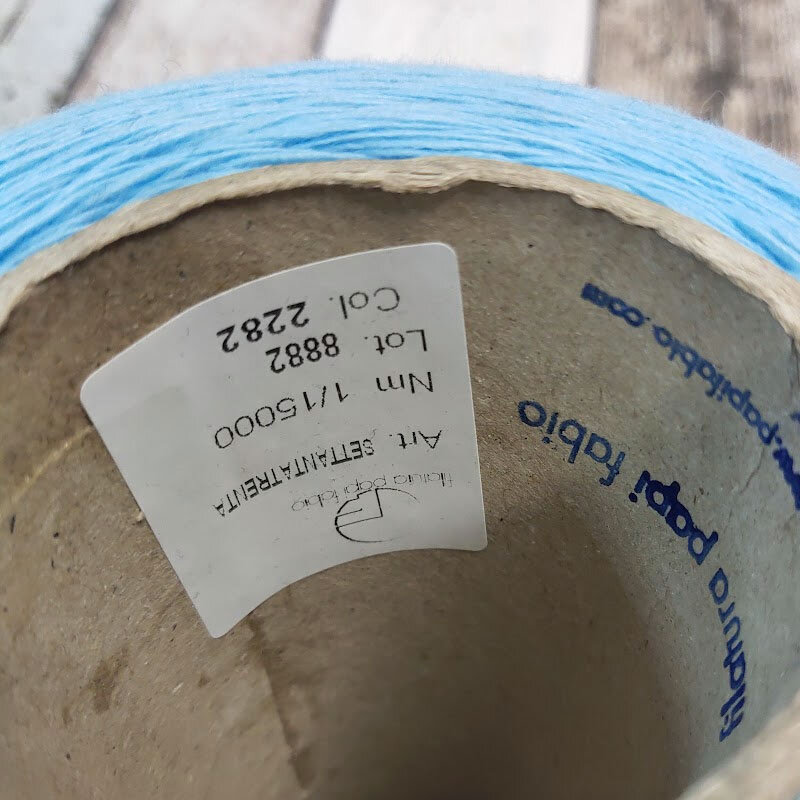 filatura papi fabio
Art. SETTANTATRENTA
Nm 1/15000
Lot. 8882
Col. 2282
filatura papi fabio
www.papifabio.com